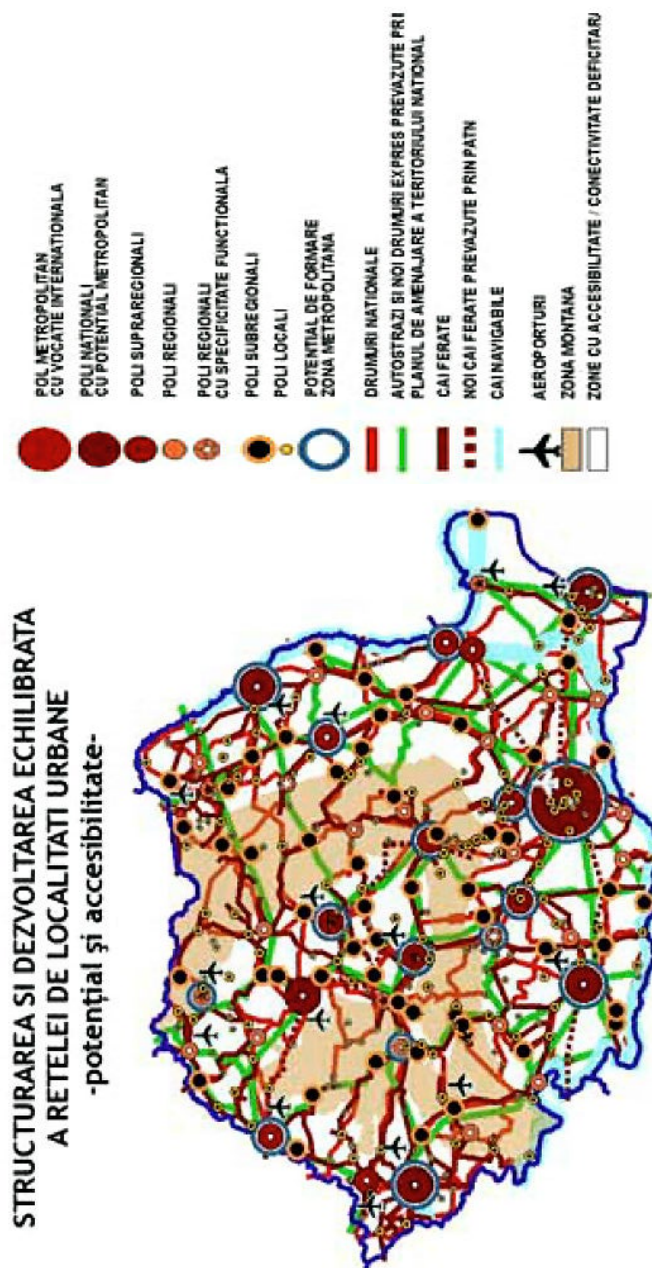 STRUCTURAREA SI DEZVOLTAREA ECHILIBRATA
A RETELEI DE LOCALITATI URBANE
-potențial și accesibilitate-
POL METROPOLITAN
CU VOCATIE INTERNATIONALA
POLI NATIONALI
CU POTENTIAL METROPOLITAN
POLI SUPRAREGIONALI
POLI REGIONALI
POLI REGIONALI
CU SPECIFICITATE FUNCTIONALA
POLI SUBREGIONALI
POLI LOCALI
POTENTIAL DE FORMARE
ZONA METROPOLITANA
DRUMURI NATIONALE
AUTOSTRAZI SI NOI DRUMURI EXPRES PREVAZUTE PRI
PLANUL DE AMENAJARE A TERITORIULUI NATIONAL
CAI FERATE
NOI CAI FERATE PREVAZUTE PRIN PATN
CAI NAVIGABILE
AEROPORTURI
ZONA MONTANA
ZONE CU ACCESIBILITATE / CONECTIVITATE DEFICITAR